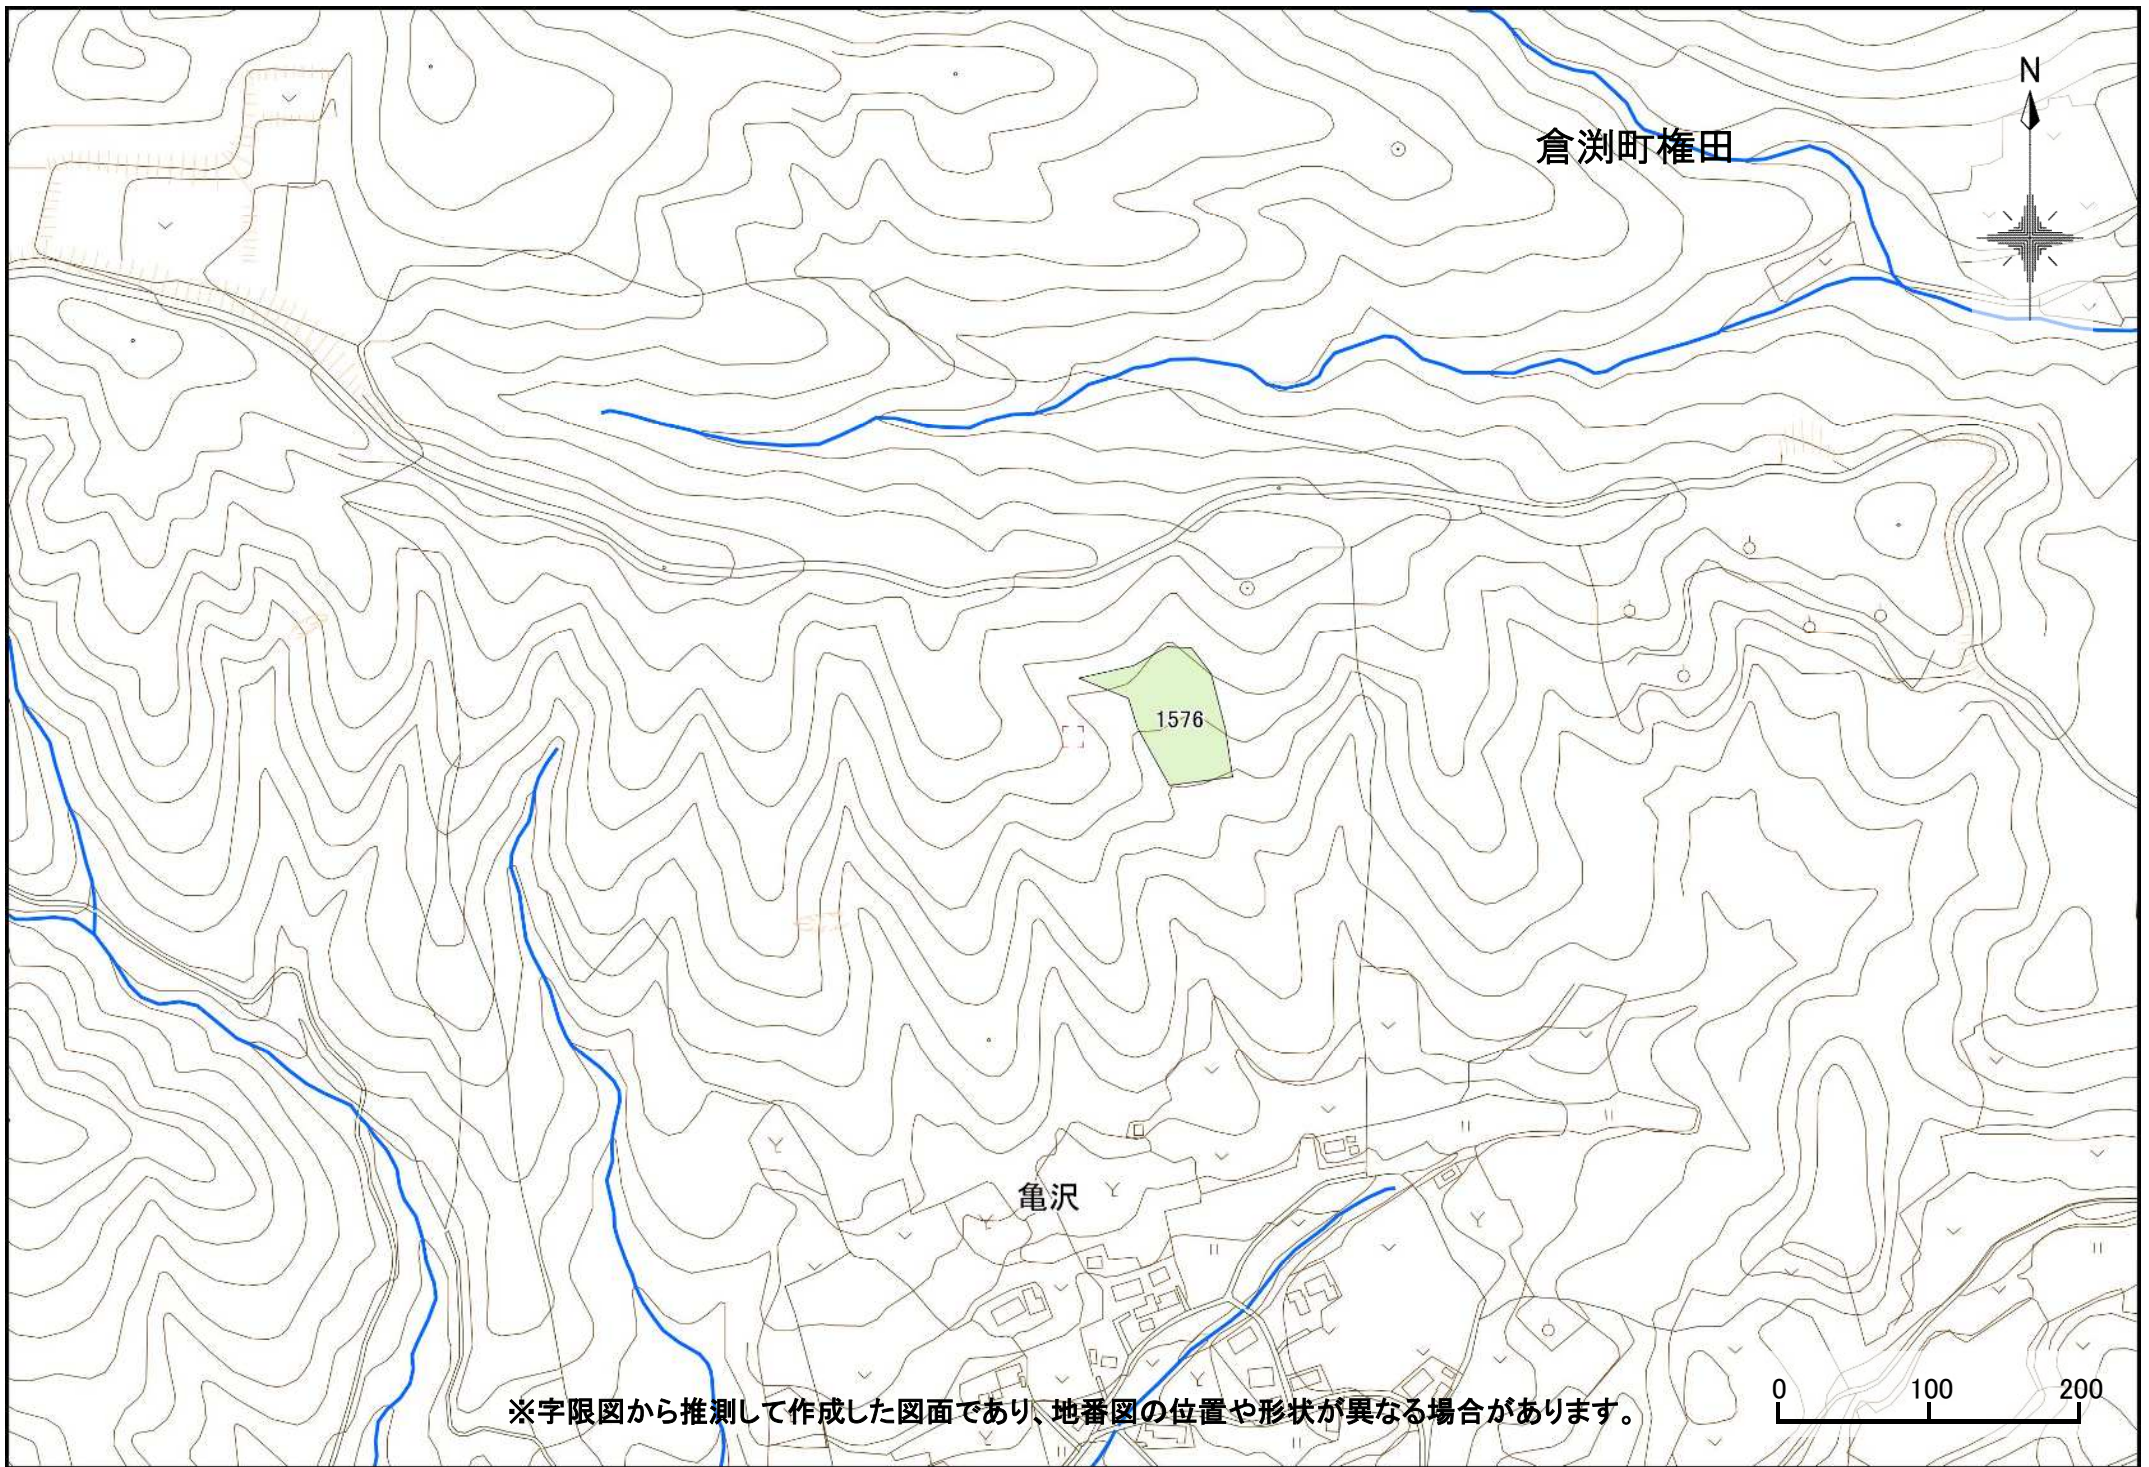 N
倉渕町権田
1576
亀沢
0 100 200
※字限図から推測して作成した図面であり、地番図の位置や形状が異なる場合があります。